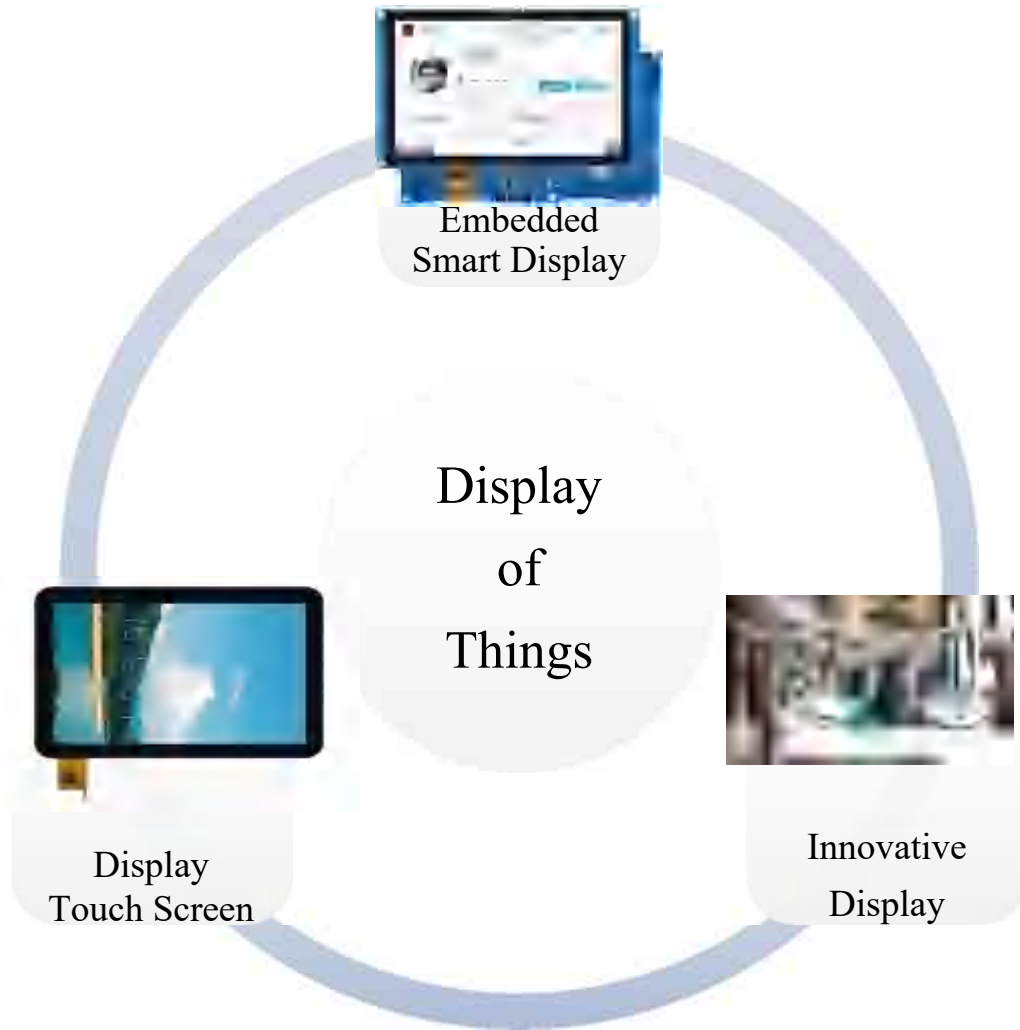 Embedded
Smart Display
Display
of
Things
Display
Touch Screen
Innovative
Display